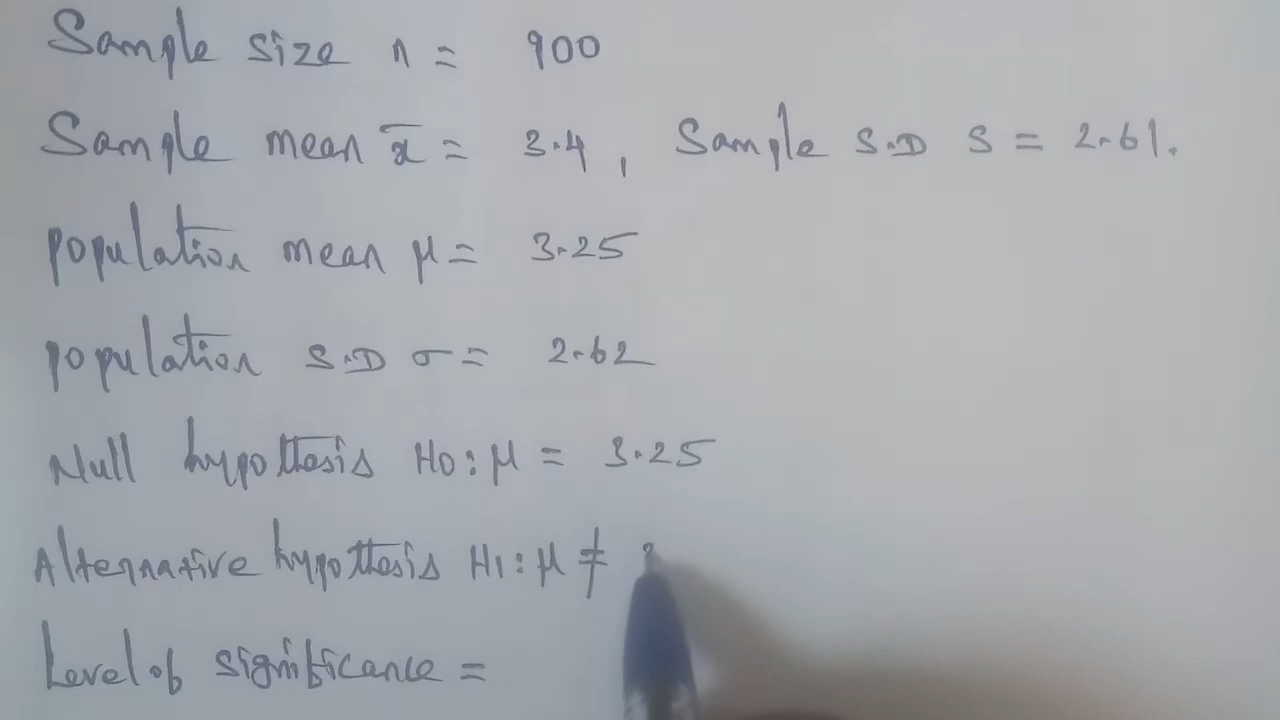 Sample size n = 900
Sample mean x̄ = 3.4, Sample S.D S = 2.61.
population mean μ = 3.25
population S.D σ = 2.62
Null hypothesis H0 : μ = 3.25
Alternative hypothesis H1 : μ ≠
Level of significance =